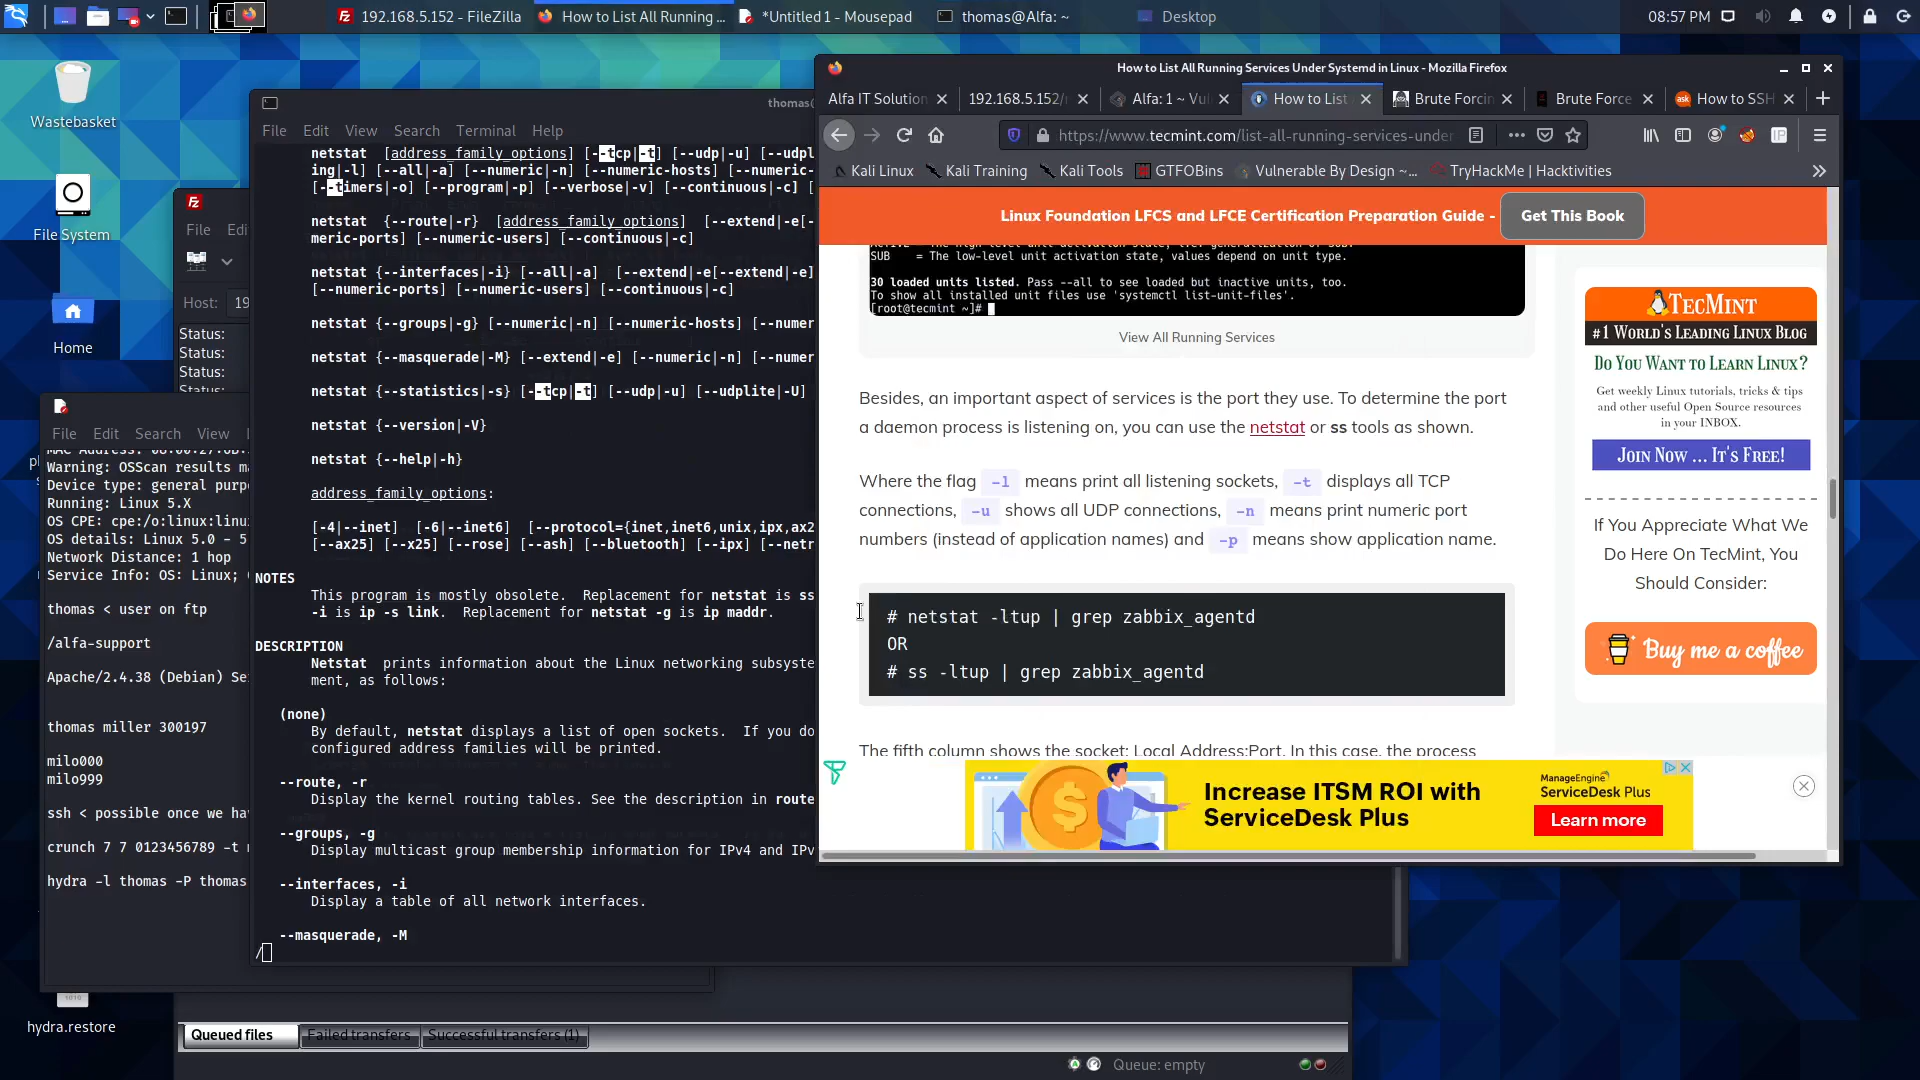 192.168.5.152 - FileZilla
How to List All Running ...
*Untitled 1 - Mousepad
thomas@Alfa: ~
Desktop
08:57 PM
Wastebasket
File System
Home
hydra.restore
thomas(
File Edit View Search Terminal Help
netstat [address_family_options] [--tcp|-t] [--udp|-u] [--udpl
ing|-l] [--all|-a] [--numeric|-n] [--numeric-hosts] [--numeric-
[--timers|-o] [--program|-p] [--verbose|-v] [--continuous|-c] [
netstat {--route|-r} [address_family_options] [--extend|-e[-
meric-ports] [--numeric-users] [--continuous|-c]
netstat {--interfaces|-i} [--all|-a] [--extend|-e[--extend|-e]
[--numeric-ports] [--numeric-users] [--continuous|-c]
netstat {--groups|-g} [--numeric|-n] [--numeric-hosts] [--numer
netstat {--masquerade|-M} [--extend|-e] [--numeric|-n] [--numer
netstat {--statistics|-s} [--tcp|-t] [--udp|-u] [--udplite|-U]
netstat {--version|-V}
netstat {--help|-h}
address_family_options:
[-4|--inet] [-6|--inet6] [--protocol={inet,inet6,unix,ipx,ax2
[--ax25] [--x25] [--rose] [--ash] [--bluetooth] [--ipx] [--netr
NOTES
This program is mostly obsolete. Replacement for netstat is ss
-i is ip -s link. Replacement for netstat -g is ip maddr.
DESCRIPTION
Netstat prints information about the Linux networking subsyste
ment, as follows:
(none)
By default, netstat displays a list of open sockets. If you do
configured address families will be printed.
--route, -r
Display the kernel routing tables. See the description in route
--groups, -g
Display multicast group membership information for IPv4 and IPv
--interfaces, -i
Display a table of all network interfaces.
--masquerade, -M
/
File Edi
Host: 19
Status:
Status:
Status:
File Edit Search View
Warning: OSScan results ma
Device type: general purp
Running: Linux 5.X
OS CPE: cpe:/o:linux:linu
OS details: Linux 5.0 - 5
Network Distance: 1 hop
Service Info: OS: Linux;
thomas < user on ftp
/alfa-support
Apache/2.4.38 (Debian) Se
thomas miller 300197
milo000
milo999
ssh < possible once we ha
crunch 7 7 0123456789 -t m
hydra -l thomas -P thomas
Queued files Failed transfers Successful transfers (1)
Queue: empty
How to List All Running Services Under Systemd in Linux - Mozilla Firefox
Alfa IT Solution
192.168.5.152/
Alfa: 1 ~ Vul
How to List
Brute Forcin
Brute Force
How to SSH
https://www.tecmint.com/list-all-running-services-under
Kali Linux Kali Training Kali Tools GTFOBins Vulnerable By Design ~... TryHackMe | Hacktivities
Linux Foundation LFCS and LFCE Certification Preparation Guide - Get This Book
SUB = The low-level unit activation state, values depend on unit type.
30 loaded units listed. Pass --all to see loaded but inactive units, too.
To show all installed unit files use 'systemctl list-unit-files'.
[root@tecmint ~]#
View All Running Services
Besides, an important aspect of services is the port they use. To determine the port
a daemon process is listening on, you can use the netstat or ss tools as shown.
Where the flag -l means print all listening sockets, -t displays all TCP
connections, -u shows all UDP connections, -n means print numeric port
numbers (instead of application names) and -p means show application name.
# netstat -ltup | grep zabbix_agentd
OR
# ss -ltup | grep zabbix_agentd
The fifth column shows the socket: Local Address:Port. In this case, the process
TECMINT
#1 WORLD'S LEADING LINUX BLOG
DO YOU WANT TO LEARN LINUX?
Get weekly Linux tutorials, tricks & tips
and other useful Open Source resources
in your INBOX.
JOIN NOW ... IT'S FREE!
If You Appreciate What We
Do Here On TecMint, You
Should Consider:
Buy me a coffee
Increase ITSM ROI with
ServiceDesk Plus
ManageEngine
ServiceDesk Plus
Learn more